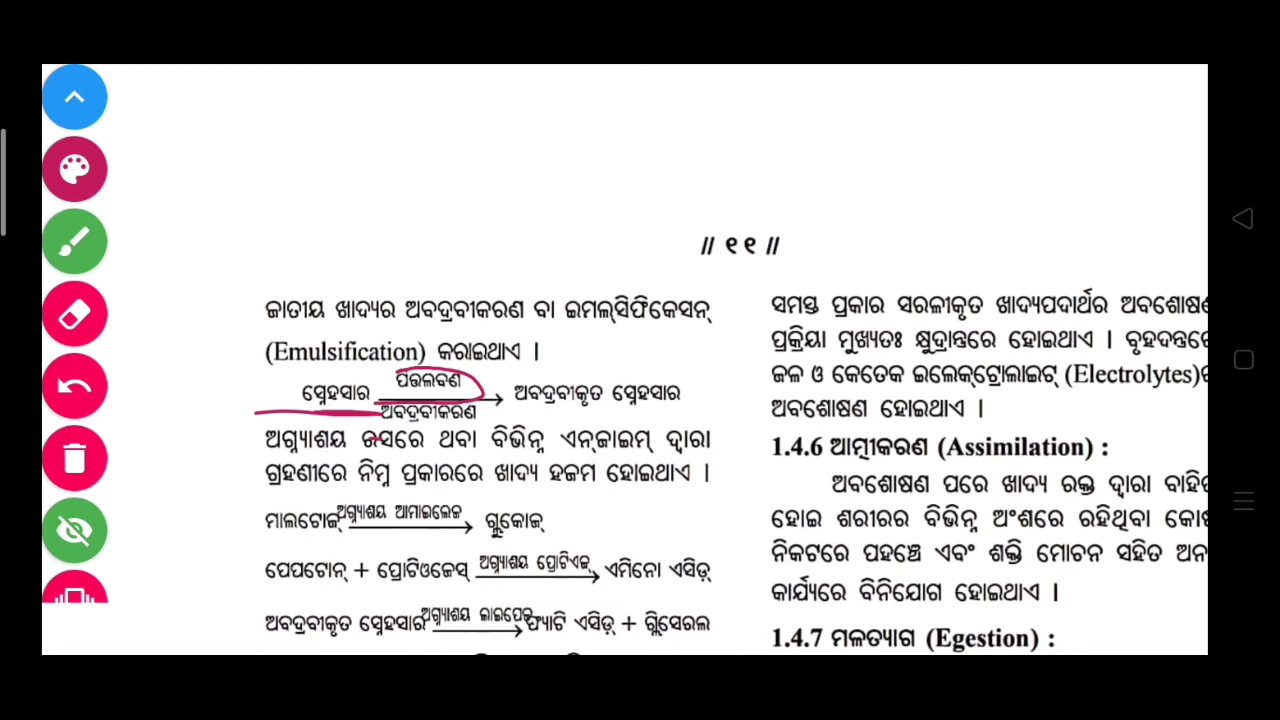 // ୧୧ //
ଜାତୀୟ ଖାଦ୍ୟର ଅବଦ୍ରବୀକରଣ ବା ଇମଲ୍‌ସିଫିକେସନ୍
(Emulsification) କରାଇଥାଏ ।
ସ୍ନେହସାର ପିତ୍ତଲବଣ ଅବଦ୍ରବୀକୃତ ସ୍ନେହସାର
ଅବଦ୍ରବୀକରଣ
ଅଗ୍ନ୍ୟାଶୟ ରସରେ ଥିବା ବିଭିନ୍ନ ଏନ୍‌ଜାଇମ୍ ଦ୍ୱାରା
ଗ୍ରହଣୀରେ ନିମ୍ନ ପ୍ରକାରରେ ଖାଦ୍ୟ ହଜମ ହୋଇଥାଏ ।
ମାଲଟୋଜ୍ ଅଗ୍ନ୍ୟାଶୟ ଆମାଇଲେଜ ଗ୍ଲୁକୋଜ୍
ପେପଟୋନ୍ + ପ୍ରୋଟିଓଜେସ୍ ଅଗ୍ନ୍ୟାଶୟ ପ୍ରୋଟିଏଜ୍ ଏମିନୋ ଏସିଡ଼୍
ଅବଦ୍ରବୀକୃତ ସ୍ନେହସାର ଅଗ୍ନ୍ୟାଶୟ ଲାଇପେଜ୍ ଫ୍ୟାଟି ଏସିଡ଼୍ + ଗ୍ଲିସେରଲ
ସମସ୍ତ ପ୍ରକାର ସରଳୀକୃତ ଖାଦ୍ୟପଦାର୍ଥର ଅବଶୋଷଣ
ପ୍ରକ୍ରିୟା ମୁଖ୍ୟତଃ କ୍ଷୁଦ୍ରାନ୍ତରେ ହୋଇଥାଏ । ବୃହଦନ୍ତରେ
ଜଳ ଓ କେତେକ ଇଲେକ୍‌ଟ୍ରୋଲାଇଟ୍ (Electrolytes)ର
ଅବଶୋଷଣ ହୋଇଥାଏ ।
1.4.6 ଆତ୍ମୀକରଣ (Assimilation) :
ଅବଶୋଷଣ ପରେ ଖାଦ୍ୟ ରକ୍ତ ଦ୍ୱାରା ବାହିତ
ହୋଇ ଶରୀରର ବିଭିନ୍ନ ଅଂଶରେ ରହିଥିବା କୋଷ
ନିକଟରେ ପହଞ୍ଚେ ଏବଂ ଶକ୍ତି ମୋଚନ ସହିତ ଅନ
କାର୍ଯ୍ୟରେ ବିନିଯୋଗ ହୋଇଥାଏ ।
1.4.7 ମଳତ୍ୟାଗ (Egestion) :